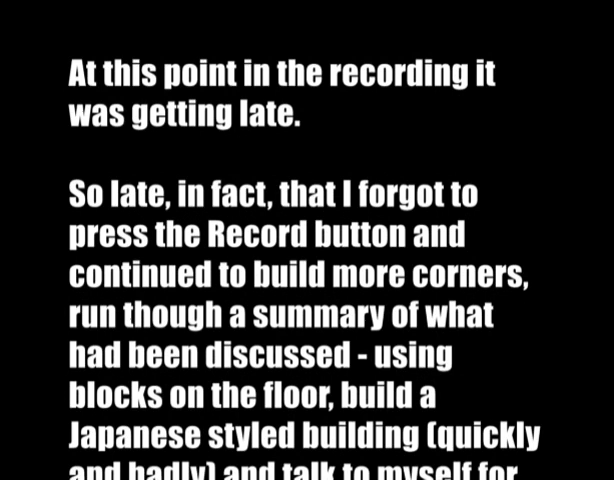 At this point in the recording it
was getting late.
So late, in fact, that I forgot to
press the Record button and
continued to build more corners,
run though a summary of what
had been discussed - using
blocks on the floor, build a
Japanese styled building (quickly
and badly) and talk to myself for